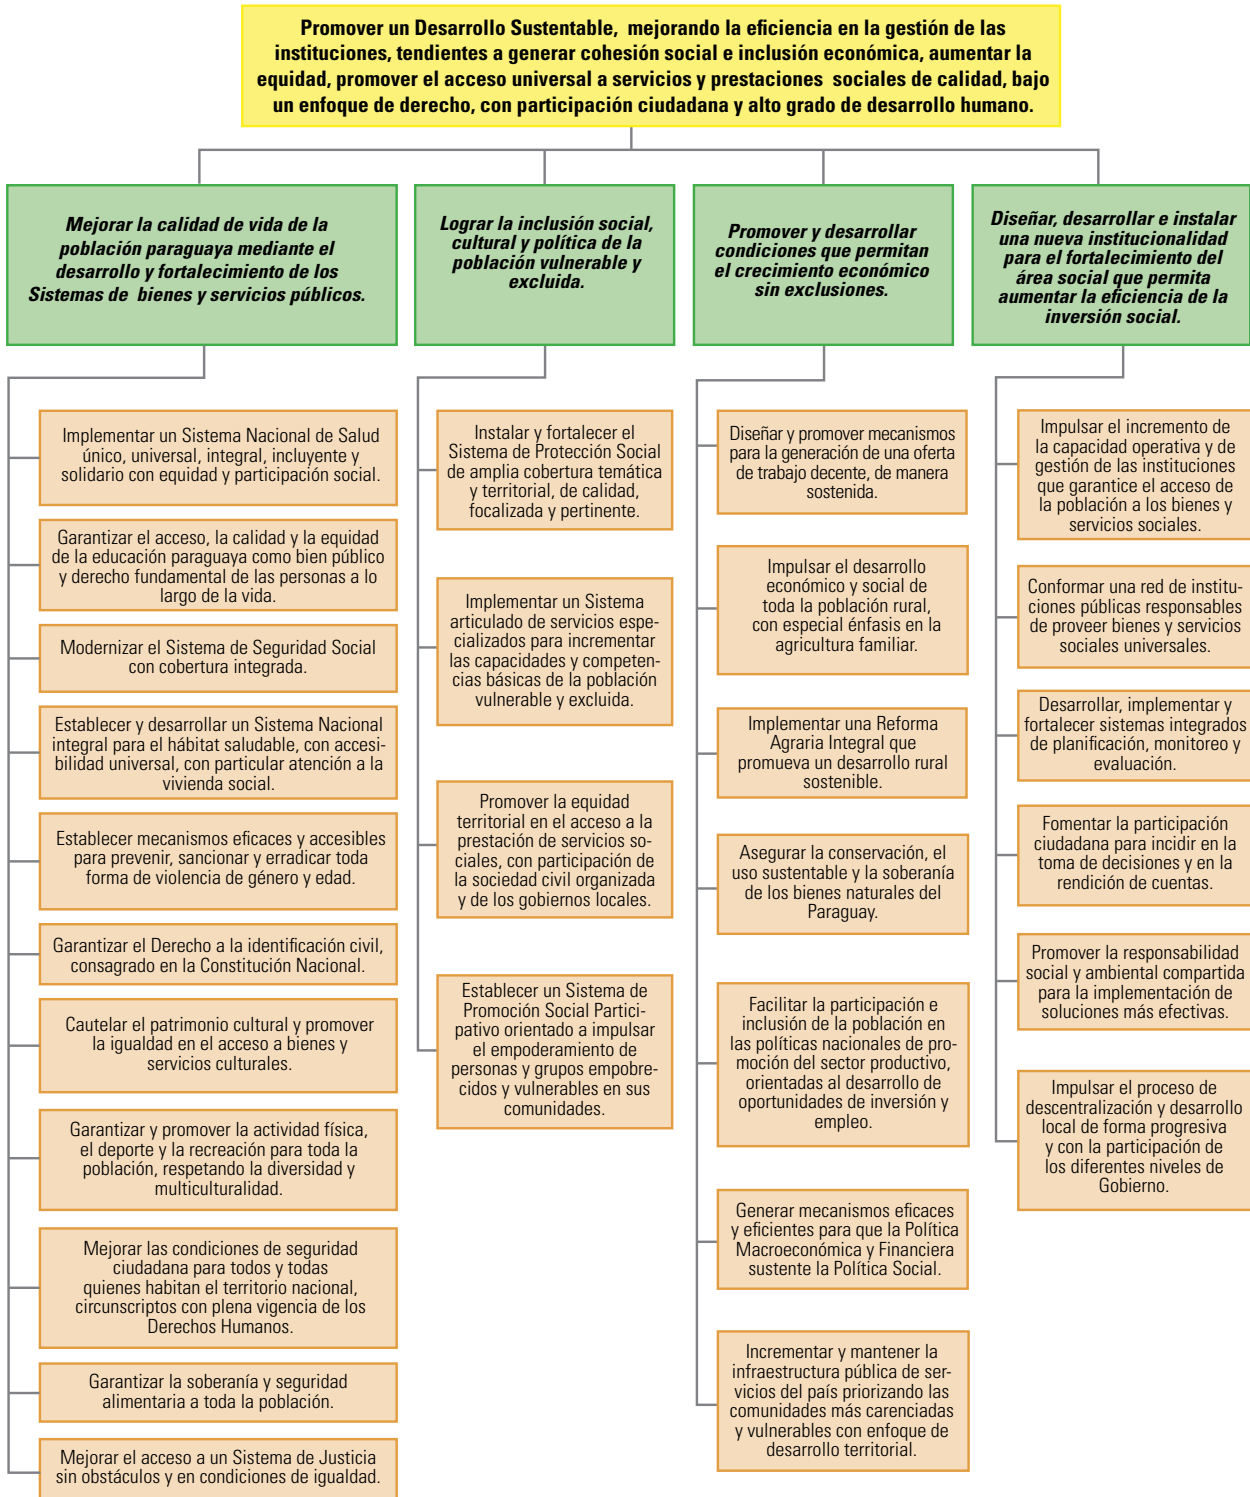 Promover un Desarrollo Sustentable, mejorando la eficiencia en la gestión de las
instituciones, tendientes a generar cohesión social e inclusión económica, aumentar la
equidad, promover el acceso universal a servicios y prestaciones sociales de calidad, bajo
un enfoque de derecho, con participación ciudadana y alto grado de desarrollo humano.
Mejorar la calidad de vida de la
población paraguaya mediante el
desarrollo y fortalecimiento de los
Sistemas de bienes y servicios públicos.
Implementar un Sistema Nacional de Salud
único, universal, integral, incluyente y
solidario con equidad y participación social.
Garantizar el acceso, la calidad y la equidad
de la educación paraguaya como bien público
y derecho fundamental de las personas a lo
largo de la vida.
Modernizar el Sistema de Seguridad Social
con cobertura integrada.
Establecer y desarrollar un Sistema Nacional
integral para el hábitat saludable, con accesi-
bilidad universal, con particular atención a la
vivienda social.
Establecer mecanismos eficaces y accesibles
para prevenir, sancionar y erradicar toda
forma de violencia de género y edad.
Garantizar el Derecho a la identificación civil,
consagrado en la Constitución Nacional.
Cautelar el patrimonio cultural y promover
la igualdad en el acceso a bienes y
servicios culturales.
Garantizar y promover la actividad física,
el deporte y la recreación para toda la
población, respetando la diversidad y
multiculturalidad.
Mejorar las condiciones de seguridad
ciudadana para todos y todas
quienes habitan el territorio nacional,
circunscriptos con plena vigencia de los
Derechos Humanos.
Garantizar la soberanía y seguridad
alimentaria a toda la población.
Mejorar el acceso a un Sistema de Justicia
sin obstáculos y en condiciones de igualdad.
Lograr la inclusión social,
cultural y política de la
población vulnerable y
excluida.
Instalar y fortalecer el
Sistema de Protección Social
de amplia cobertura temática
y territorial, de calidad,
focalizada y pertinente.
Implementar un Sistema
articulado de servicios espe-
cializados para incrementar
las capacidades y competen-
cias básicas de la población
vulnerable y excluida.
Promover la equidad
territorial en el acceso a la
prestación de servicios so-
ciales, con participación de
la sociedad civil organizada
y de los gobiernos locales.
Establecer un Sistema de
Promoción Social Partici-
pativo orientado a impulsar
el empoderamiento de
personas y grupos empobre-
cidos y vulnerables en sus
comunidades.
Promover y desarrollar
condiciones que permitan
el crecimiento económico
sin exclusiones.
Diseñar y promover mecanismos
para la generación de una oferta
de trabajo decente, de manera
sostenida.
Impulsar el desarrollo
económico y social de
toda la población rural,
con especial énfasis en la
agricultura familiar.
Implementar una Reforma
Agraria Integral que
promueva un desarrollo rural
sostenible.
Asegurar la conservación, el
uso sustentable y la soberanía
de los bienes naturales del
Paraguay.
Facilitar la participación e
inclusión de la población en
las políticas nacionales de pro-
moción del sector productivo,
orientadas al desarrollo de
oportunidades de inversión y
empleo.
Generar mecanismos eficaces
y eficientes para que la Política
Macroeconómica y Financiera
sustente la Política Social.
Incrementar y mantener la
infraestructura pública de ser-
vicios del país priorizando las
comunidades más carenciadas
y vulnerables con enfoque de
desarrollo territorial.
Diseñar, desarrollar e instalar
una nueva institucionalidad
para el fortalecimiento del
área social que permita
aumentar la eficiencia de la
inversión social.
Impulsar el incremento de
la capacidad operativa y de
gestión de las instituciones
que garantice el acceso de
la población a los bienes y
servicios sociales.
Conformar una red de institu-
ciones públicas responsables
de proveer bienes y servicios
sociales universales.
Desarrollar, implementar y
fortalecer sistemas integrados
de planificación, monitoreo y
evaluación.
Fomentar la participación
ciudadana para incidir en la
toma de decisiones y en la
rendición de cuentas.
Promover la responsabilidad
social y ambiental compartida
para la implementación de
soluciones más efectivas.
Impulsar el proceso de
descentralización y desarrollo
local de forma progresiva
y con la participación de
los diferentes niveles de
Gobierno.